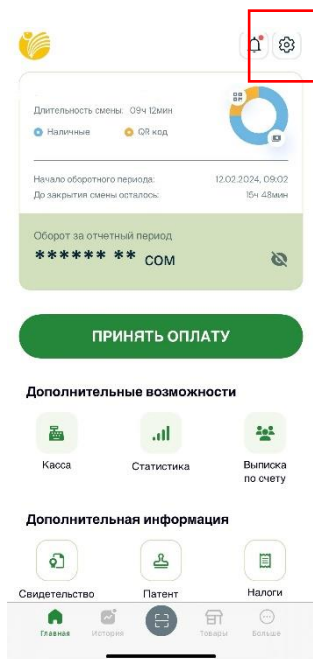 Длительность смены: 09ч 12мин
Наличные QR код
Начало оборотного периода: 12.02.2024, 09:02
До закрытия смены осталось: 15ч 48мин
Оборот за отчетный период
****** ** сом
ПРИНЯТЬ ОПЛАТУ
Дополнительные возможности
Касса Статистика Выписка
по счету
Дополнительная информация
Свидетельство Патент Налоги
Главная История Товары Больше